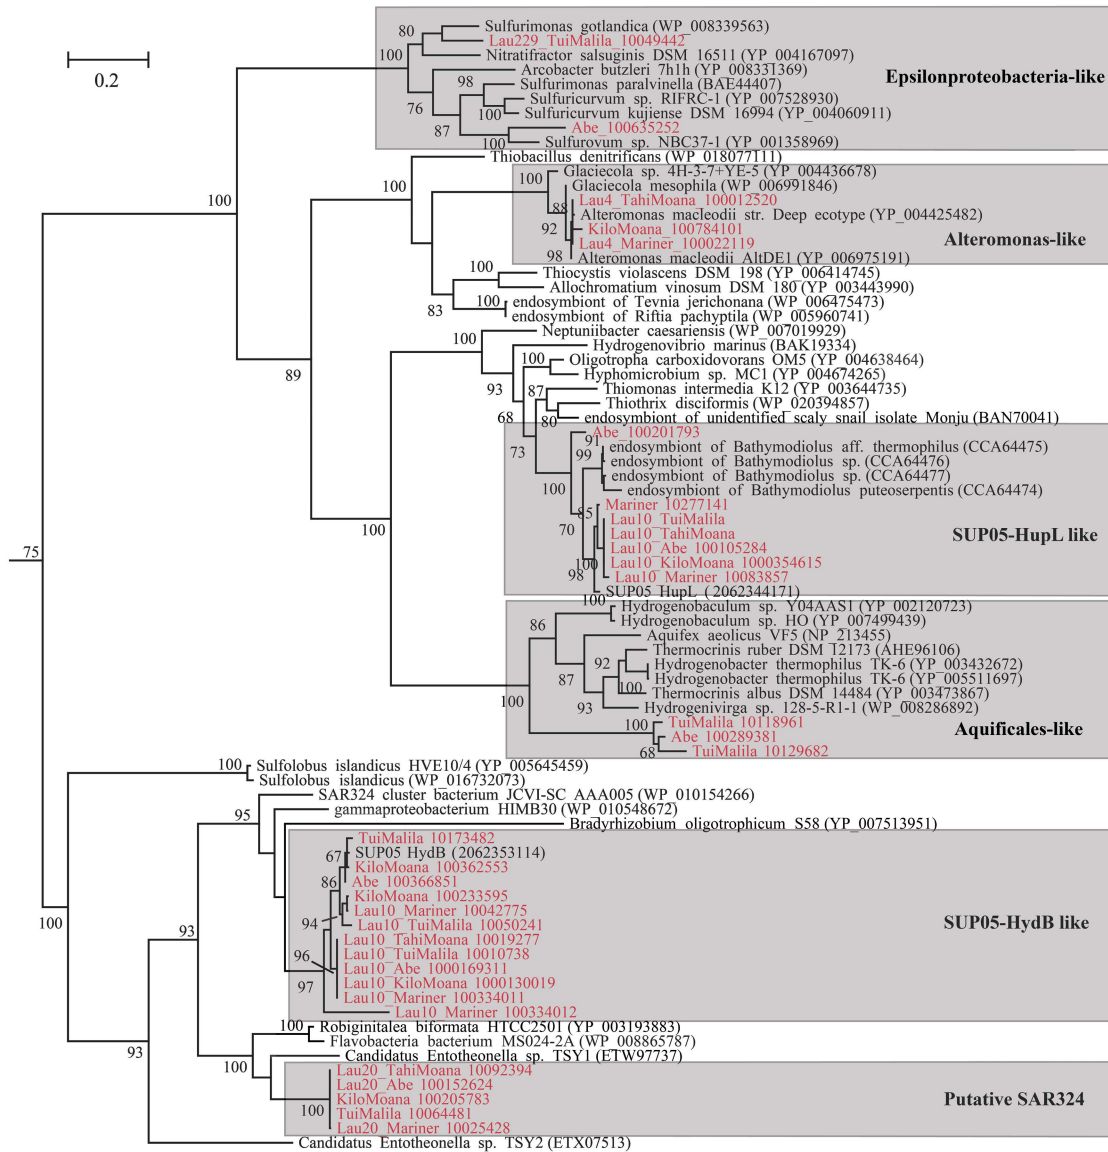 Sulfurimonas gotlandica (WP_008339563)
80
Lau229_TuiMalila_10049442
0.2
100
Nitratifractor salsuginis DSM 16511 (YP_004167097)
Arcobacter butzleri 7h1h (YP_008331369)
Epsilonproteobacteria-like
98
Sulfurimonas paralvinella (BAE44407)
76
Sulfuricurvum sp. RIFRC-1 (YP_007528930)
100
Sulfuricurvum kujiense DSM 16994 (YP_004060911)
87
Abe_100635252
100
Sulfurovum sp. NBC37-1 (YP_001358969)
Thiobacillus denitrificans (WP_018077111)
Glaciecola sp. 4H-3-7+YE-5 (YP_004436678)
100
Glaciecola mesophila (WP_006991846)
100
100
Lau4_TahiMoana_100012520
88
Alteromonas macleodii str. Deep ecotype (YP_004425482)
92
KiloMoana_100784101
Alteromonas-like
Lau4_Mariner_100022119
98
Alteromonas macleodii AltDE1 (YP_006975191)
100
Thiocystis violascens DSM 198 (YP_006414745)
Allochromatium vinosum DSM 180 (YP_003443990)
83
100
endosymbiont of Tevnia jerichonana (WP_006475473)
endosymbiont of Riftia pachyptila (WP_005960741)
100
Neptuniibacter caesariensis (WP_007019929)
Hydrogenovibrio marinus (BAK19334)
100
Oligotropha carboxidovorans OM5 (YP_004638464)
89
Hyphomicrobium sp. MC1 (YP_004674265)
93
87
Thiomonas intermedia K12 (YP_003644735)
Thiothrix disciformis (WP_020394857)
68
80
endosymbiont of unidentified scaly snail isolate Monju (BAN70041)
Abe_100201793
73
91
endosymbiont of Bathymodiolus aff. thermophilus (CCA64475)
99
endosymbiont of Bathymodiolus sp. (CCA64476)
endosymbiont of Bathymodiolus sp. (CCA64477)
100
endosymbiont of Bathymodiolus puteoserpentis (CCA64474)
Mariner_10277141
85
Lau10_TuiMalila
100
70
Lau10_TahiMoana
SUP05-HupL like
Lau10_Abe_100105284
100
Lau10_KiloMoana_1000354615
98
Lau10_Mariner_10083857
75
SUP05_HupL (2062344171)
100
Hydrogenobaculum sp. Y04AAS1 (YP_002120723)
86
Hydrogenobaculum sp. HO (YP_007499439)
Aquifex aeolicus VF5 (NP_213455)
Thermocrinis ruber DSM 12173 (AHE96106)
92
Hydrogenobacter thermophilus TK-6 (YP_003432672)
87
Hydrogenobacter thermophilus TK-6 (YP_005511697)
100
Thermocrinis albus DSM 14484 (YP_003473867)
100
93
Hydrogenivirga sp. 128-5-R1-1 (WP_008286892)
100
TuiMalila_10118961
Aquificales-like
Abe_100289381
68
TuiMalila_10129682
100
Sulfolobus islandicus HVE10/4 (YP_005645459)
Sulfolobus islandicus (WP_016732073)
SAR324 cluster bacterium JCVI-SC AAA005 (WP_010154266)
95
gammaproteobacterium HIMB30 (WP_010548672)
Bradyrhizobium oligotrophicum S58 (YP_007513951)
TuiMalila_10173482
67
SUP05_HydB (2062353114)
KiloMoana_100362553
86
Abe_100366851
KiloMoana_100233595
100
94
Lau10_Mariner_10042775
SUP05-HydB like
Lau10_TuiMalila_10050241
93
Lau10_TahiMoana_10019277
96
Lau10_TuiMalila_10010738
Lau10_Abe_1000169311
97
Lau10_KiloMoana_1000130019
Lau10_Mariner_100334011
Lau10_Mariner_100334012
100
Robiginitalea biformata HTCC2501 (YP_003193883)
93
Flavobacteria bacterium MS024-2A (WP_008865787)
Candidatus Entotheonella sp. TSY1 (ETW97737)
100
Lau20_TahiMoana_10092394
Lau20_Abe_100152624
KiloMoana_100205783
Putative SAR324
100
TuiMalila_10064481
Lau20_Mariner_10025428
Candidatus Entotheonella sp. TSY2 (ETX07513)